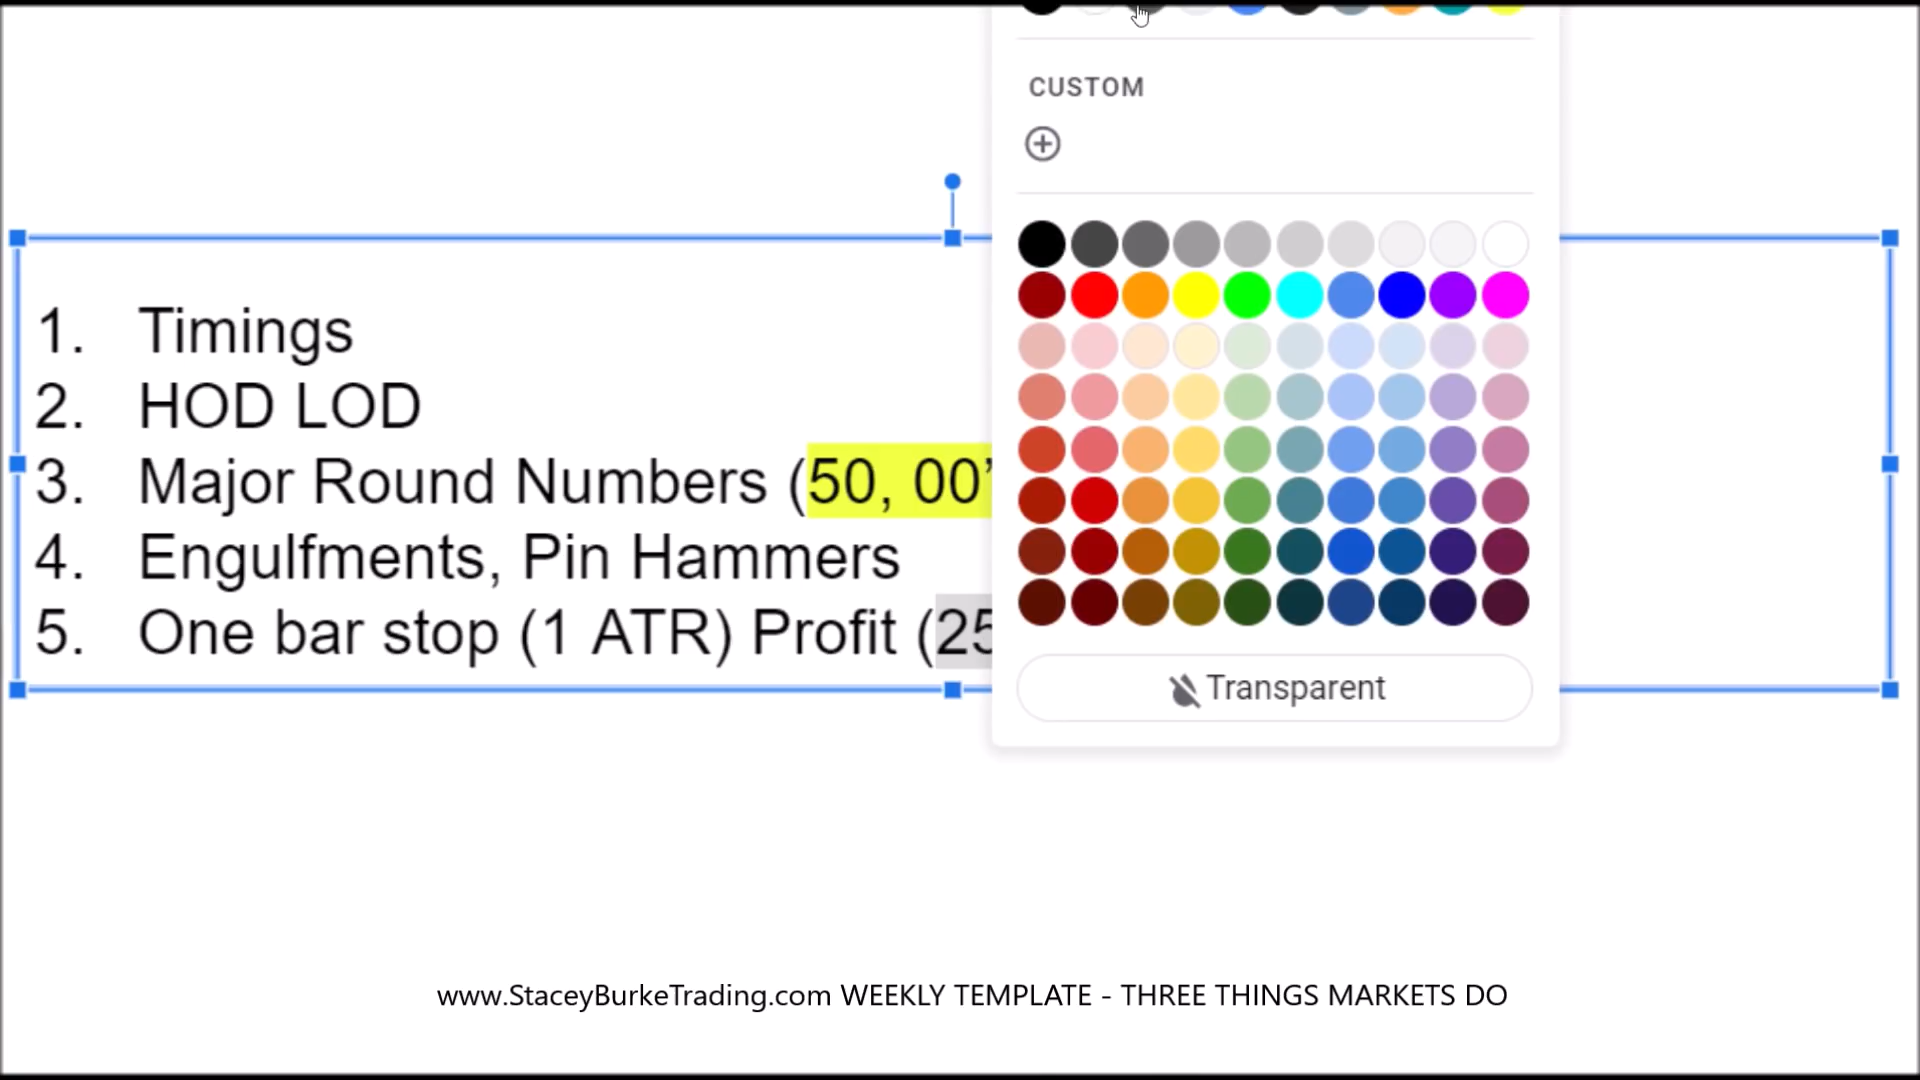 CUSTOM
1. Timings
2. HOD LOD
3. Major Round Numbers (50, 00’
4. Engulfments, Pin Hammers
5. One bar stop (1 ATR) Profit (25
Transparent
www.StaceyBurkeTrading.com WEEKLY TEMPLATE - THREE THINGS MARKETS DO